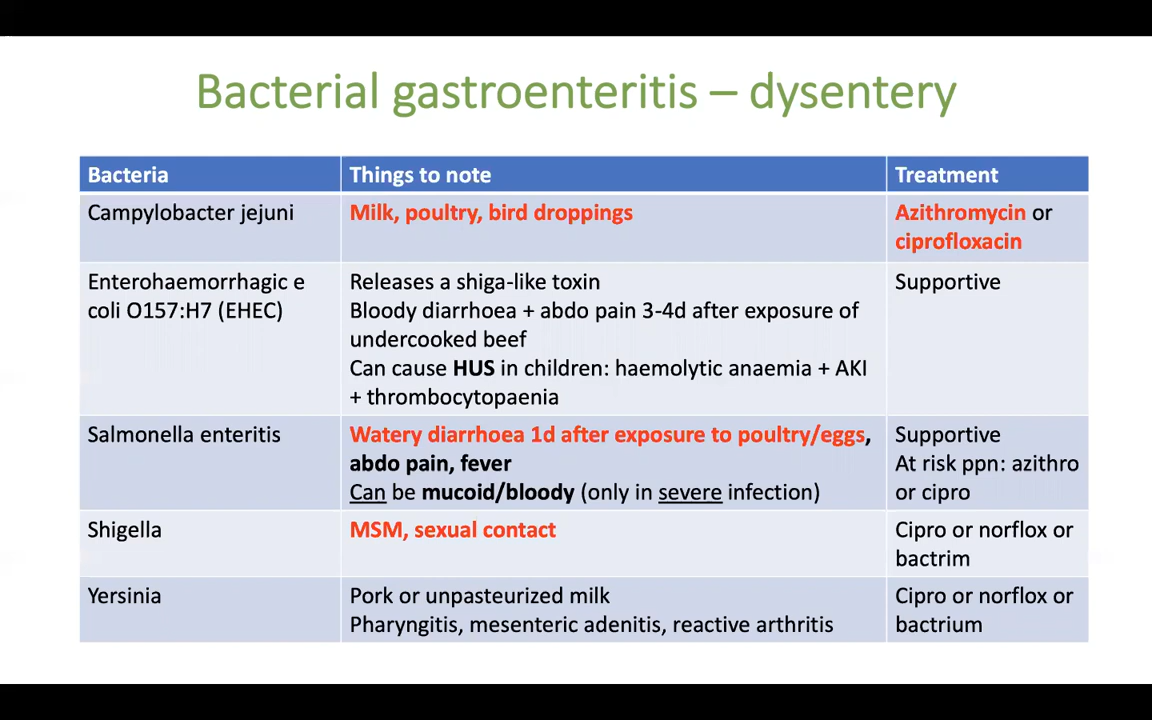 Bacterial gastroenteritis – dysentery
Bacteria
Things to note
Treatment
Campylobacter jejuni
Milk, poultry, bird droppings
Azithromycin or
ciprofloxacin
Enterohaemorrhagic e
coli O157:H7 (EHEC)
Releases a shiga-like toxin
Bloody diarrhoea + abdo pain 3-4d after exposure of
undercooked beef
Can cause HUS in children: haemolytic anaemia + AKI
+ thrombocytopaenia
Supportive
Salmonella enteritis
Watery diarrhoea 1d after exposure to poultry/eggs,
abdo pain, fever
Can be mucoid/bloody (only in severe infection)
Supportive
At risk ppn: azithro
or cipro
Shigella
MSM, sexual contact
Cipro or norflox or
bactrim
Yersinia
Pork or unpasteurized milk
Pharyngitis, mesenteric adenitis, reactive arthritis
Cipro or norflox or
bactrium